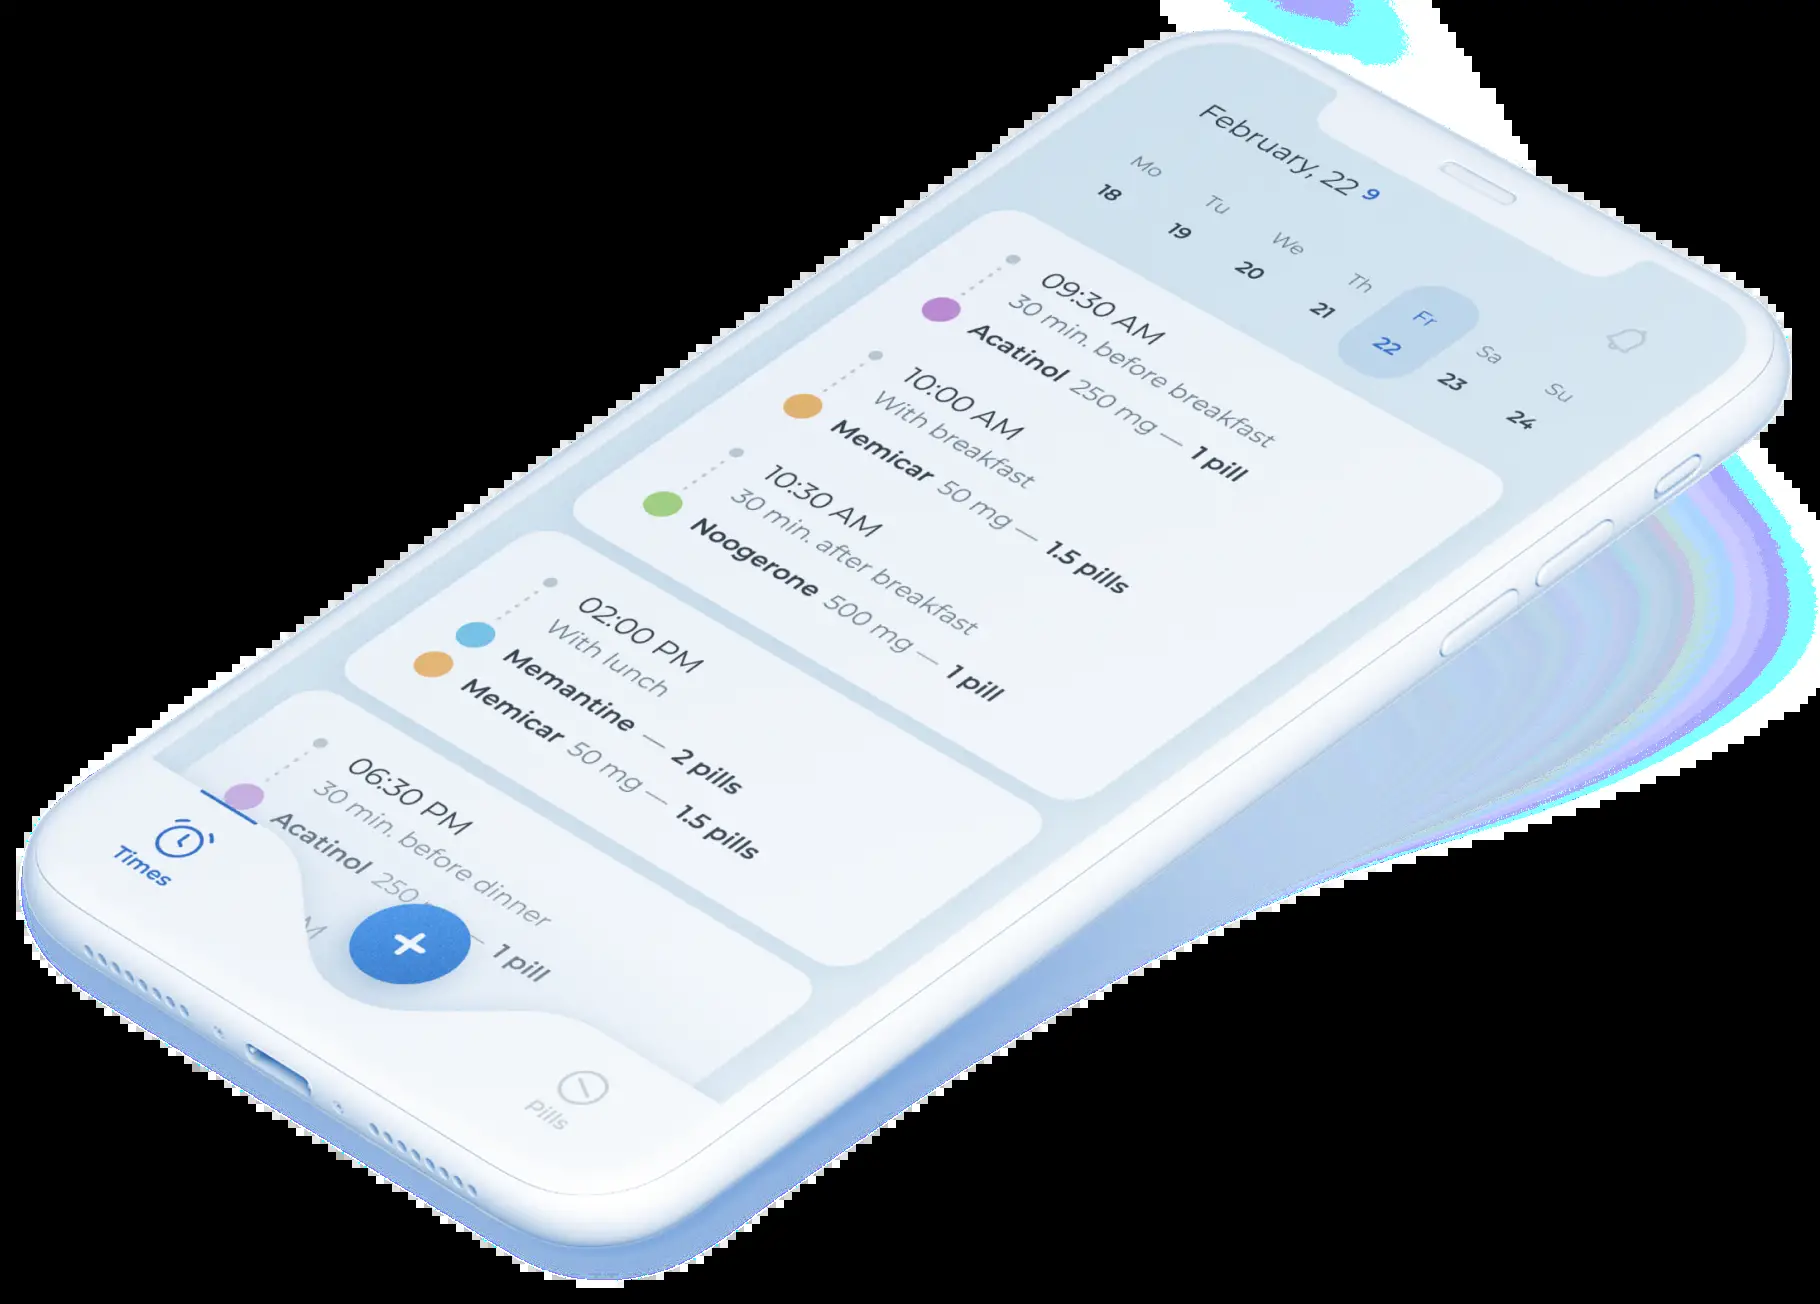 February, 22 9
Mo Tu We Th Fr Sa Su
18 19 20 21 22 23 24
09:30 AM
30 min. before breakfast
Acatinol 250 mg — 1 pill
10:00 AM
With breakfast
Memicar 50 mg — 1.5 pills
10:30 AM
30 min. after breakfast
Noogerone 500 mg — 1 pill
02:00 PM
With lunch
Memantine — 2 pills
Memicar 50 mg — 1.5 pills
06:30 PM
30 min. before dinner
Acatinol 250 — 1 pill
M
Times
Pills